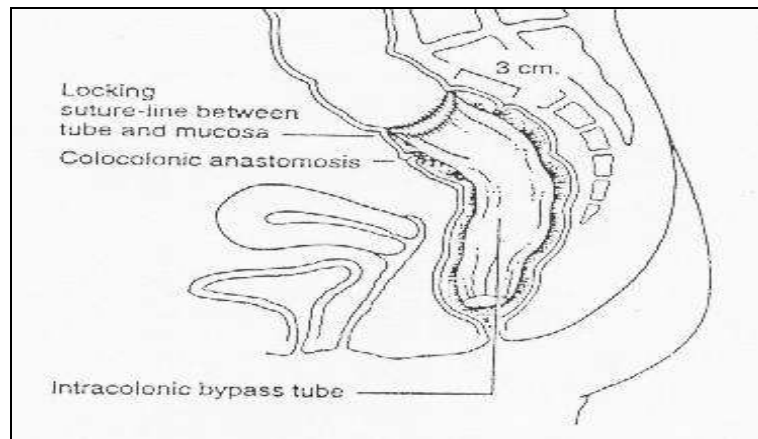 3 cm.
Locking
suture-line between
tube and mucosa
Colocolonic anastomosis
Intracolonic bypass tube